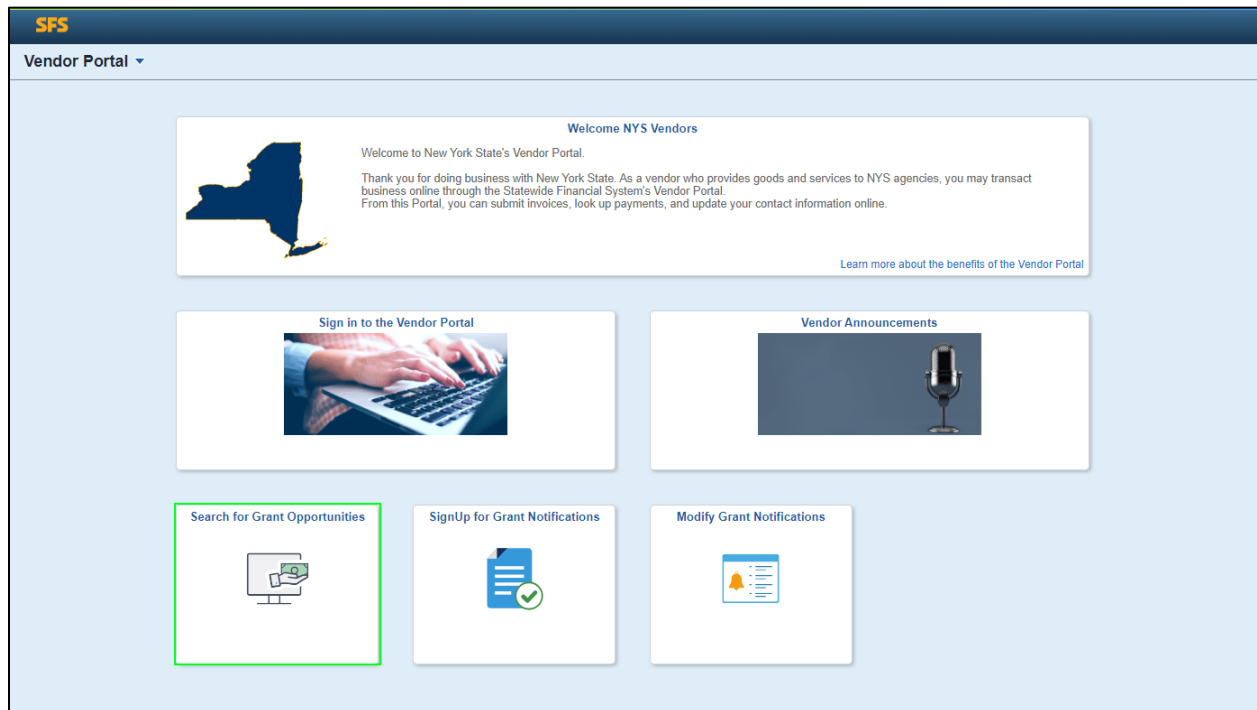 SFS
Vendor Portal
Welcome NYS Vendors
Welcome to New York State's Vendor Portal.
Thank you for doing business with New York State. As a vendor who provides goods and services to NYS agencies, you may transact
business online through the Statewide Financial System's Vendor Portal.
From this Portal, you can submit invoices, look up payments, and update your contact information online.
Learn more about the benefits of the Vendor Portal
Sign in to the Vendor Portal
Vendor Announcements
Search for Grant Opportunities
SignUp for Grant Notifications
Modify Grant Notifications